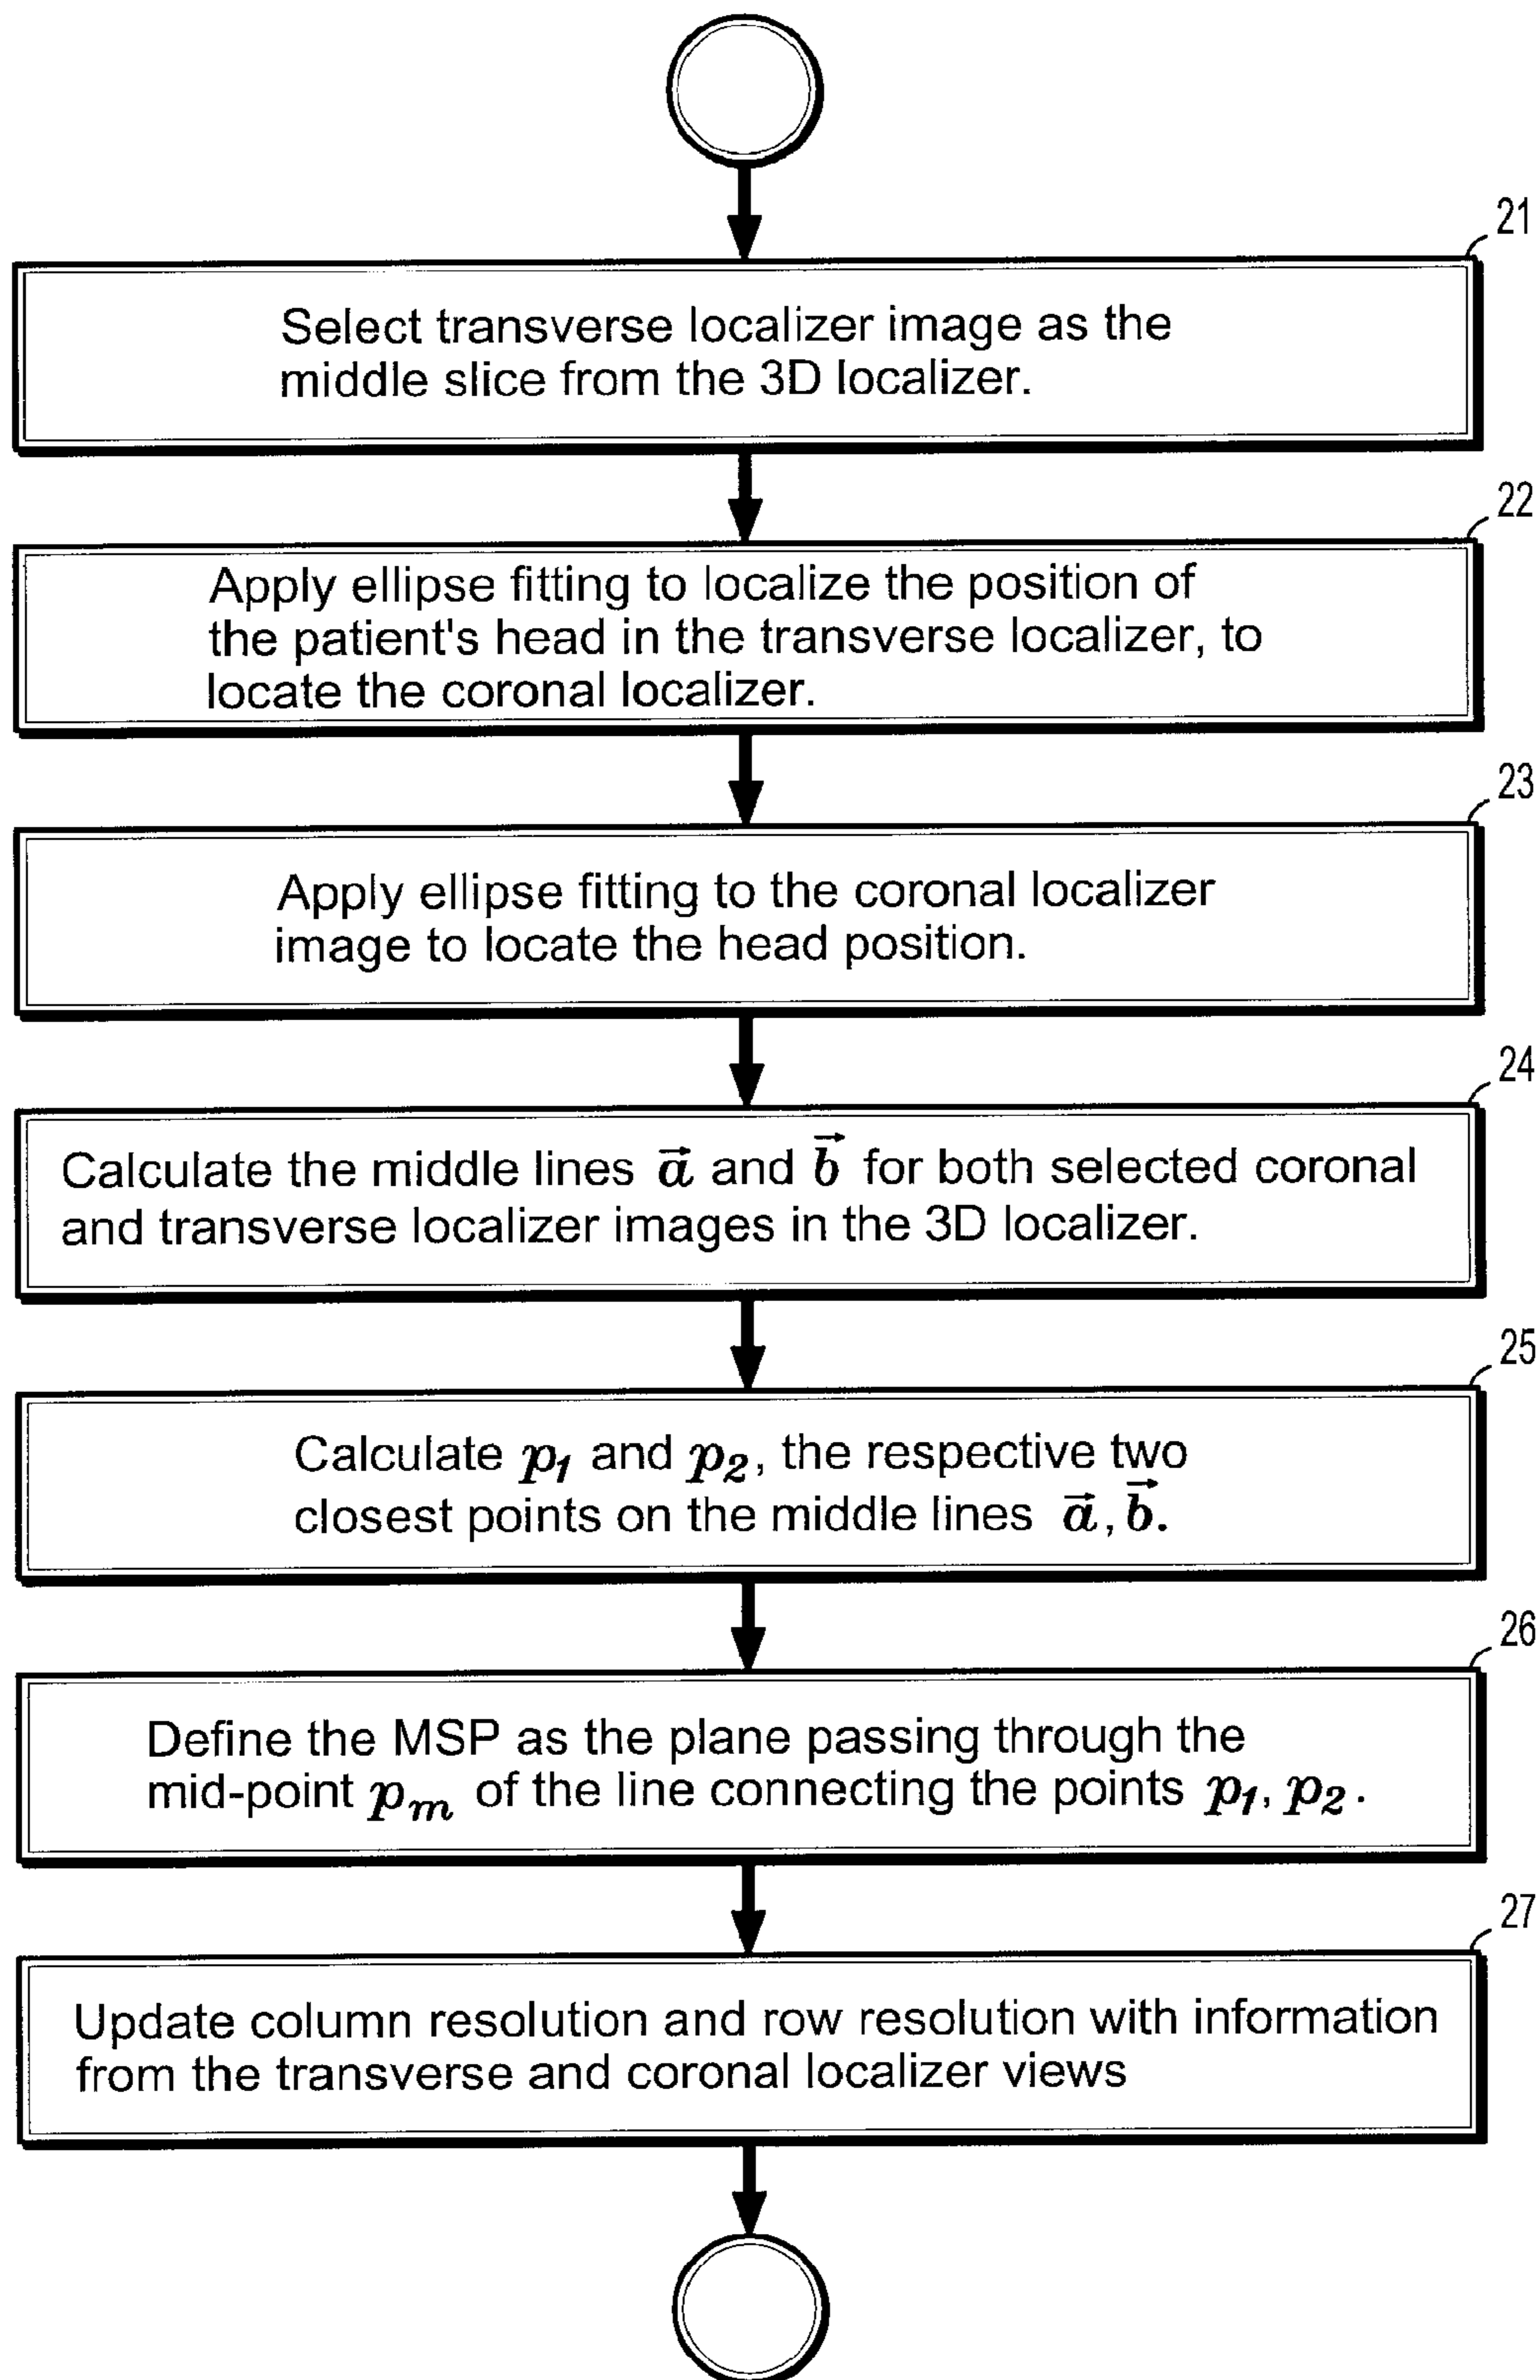 21
Select transverse localizer image as the
middle slice from the 3D localizer.
22
Apply ellipse fitting to localize the position of
the patient's head in the transverse localizer, to
locate the coronal localizer.
23
Apply ellipse fitting to the coronal localizer
image to locate the head position.
24
Calculate the middle lines a⃗ and b⃗ for both selected coronal
and transverse localizer images in the 3D localizer.
25
Calculate p₁ and p₂, the respective two
closest points on the middle lines a⃗, b⃗.
26
Define the MSP as the plane passing through the
mid-point pₘ of the line connecting the points p₁, p₂.
27
Update column resolution and row resolution with information
from the transverse and coronal localizer views